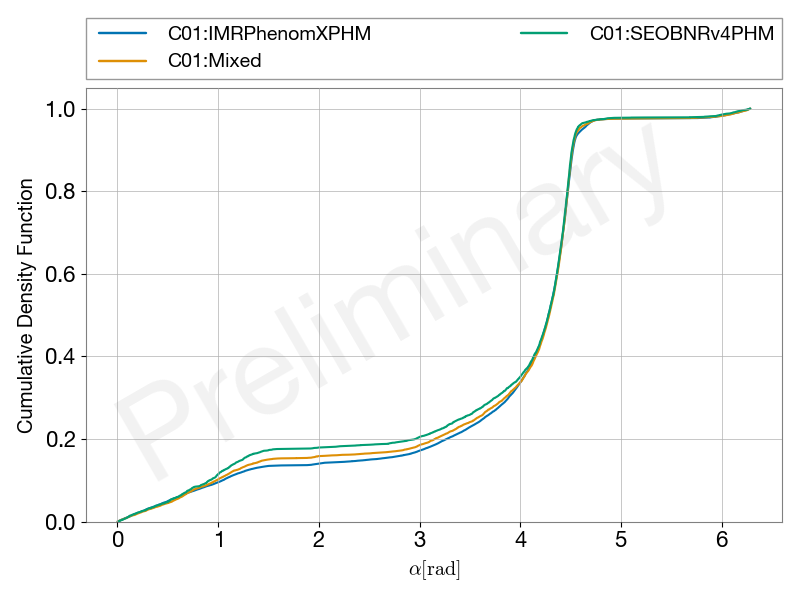 C01:IMRPhenomXPHM
C01:Mixed
C01:SEOBNRv4PHM
Preliminary
Cumulative Density Function
1.0
0.8
0.6
0.4
0.2
0.0
0 1 2 3 4 5 6
α[rad]